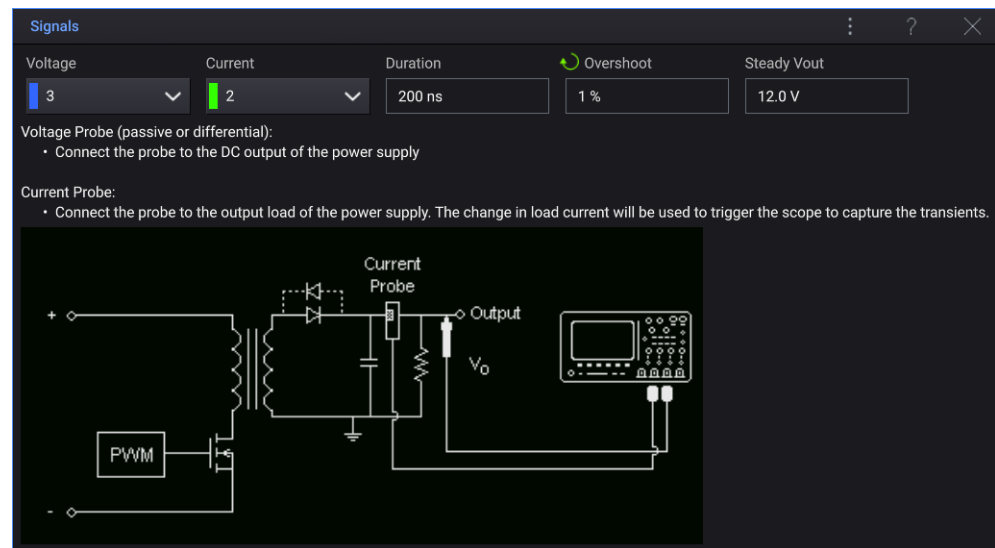 Signals
?
Voltage Current Duration Overshoot Steady Vout
3 2 200 ns 1 % 12.0 V
Voltage Probe (passive or differential):
• Connect the probe to the DC output of the power supply
Current Probe:
• Connect the probe to the output load of the power supply. The change in load current will be used to trigger the scope to capture the transients.
Current
Probe
+
Output
Vo
PWM
-